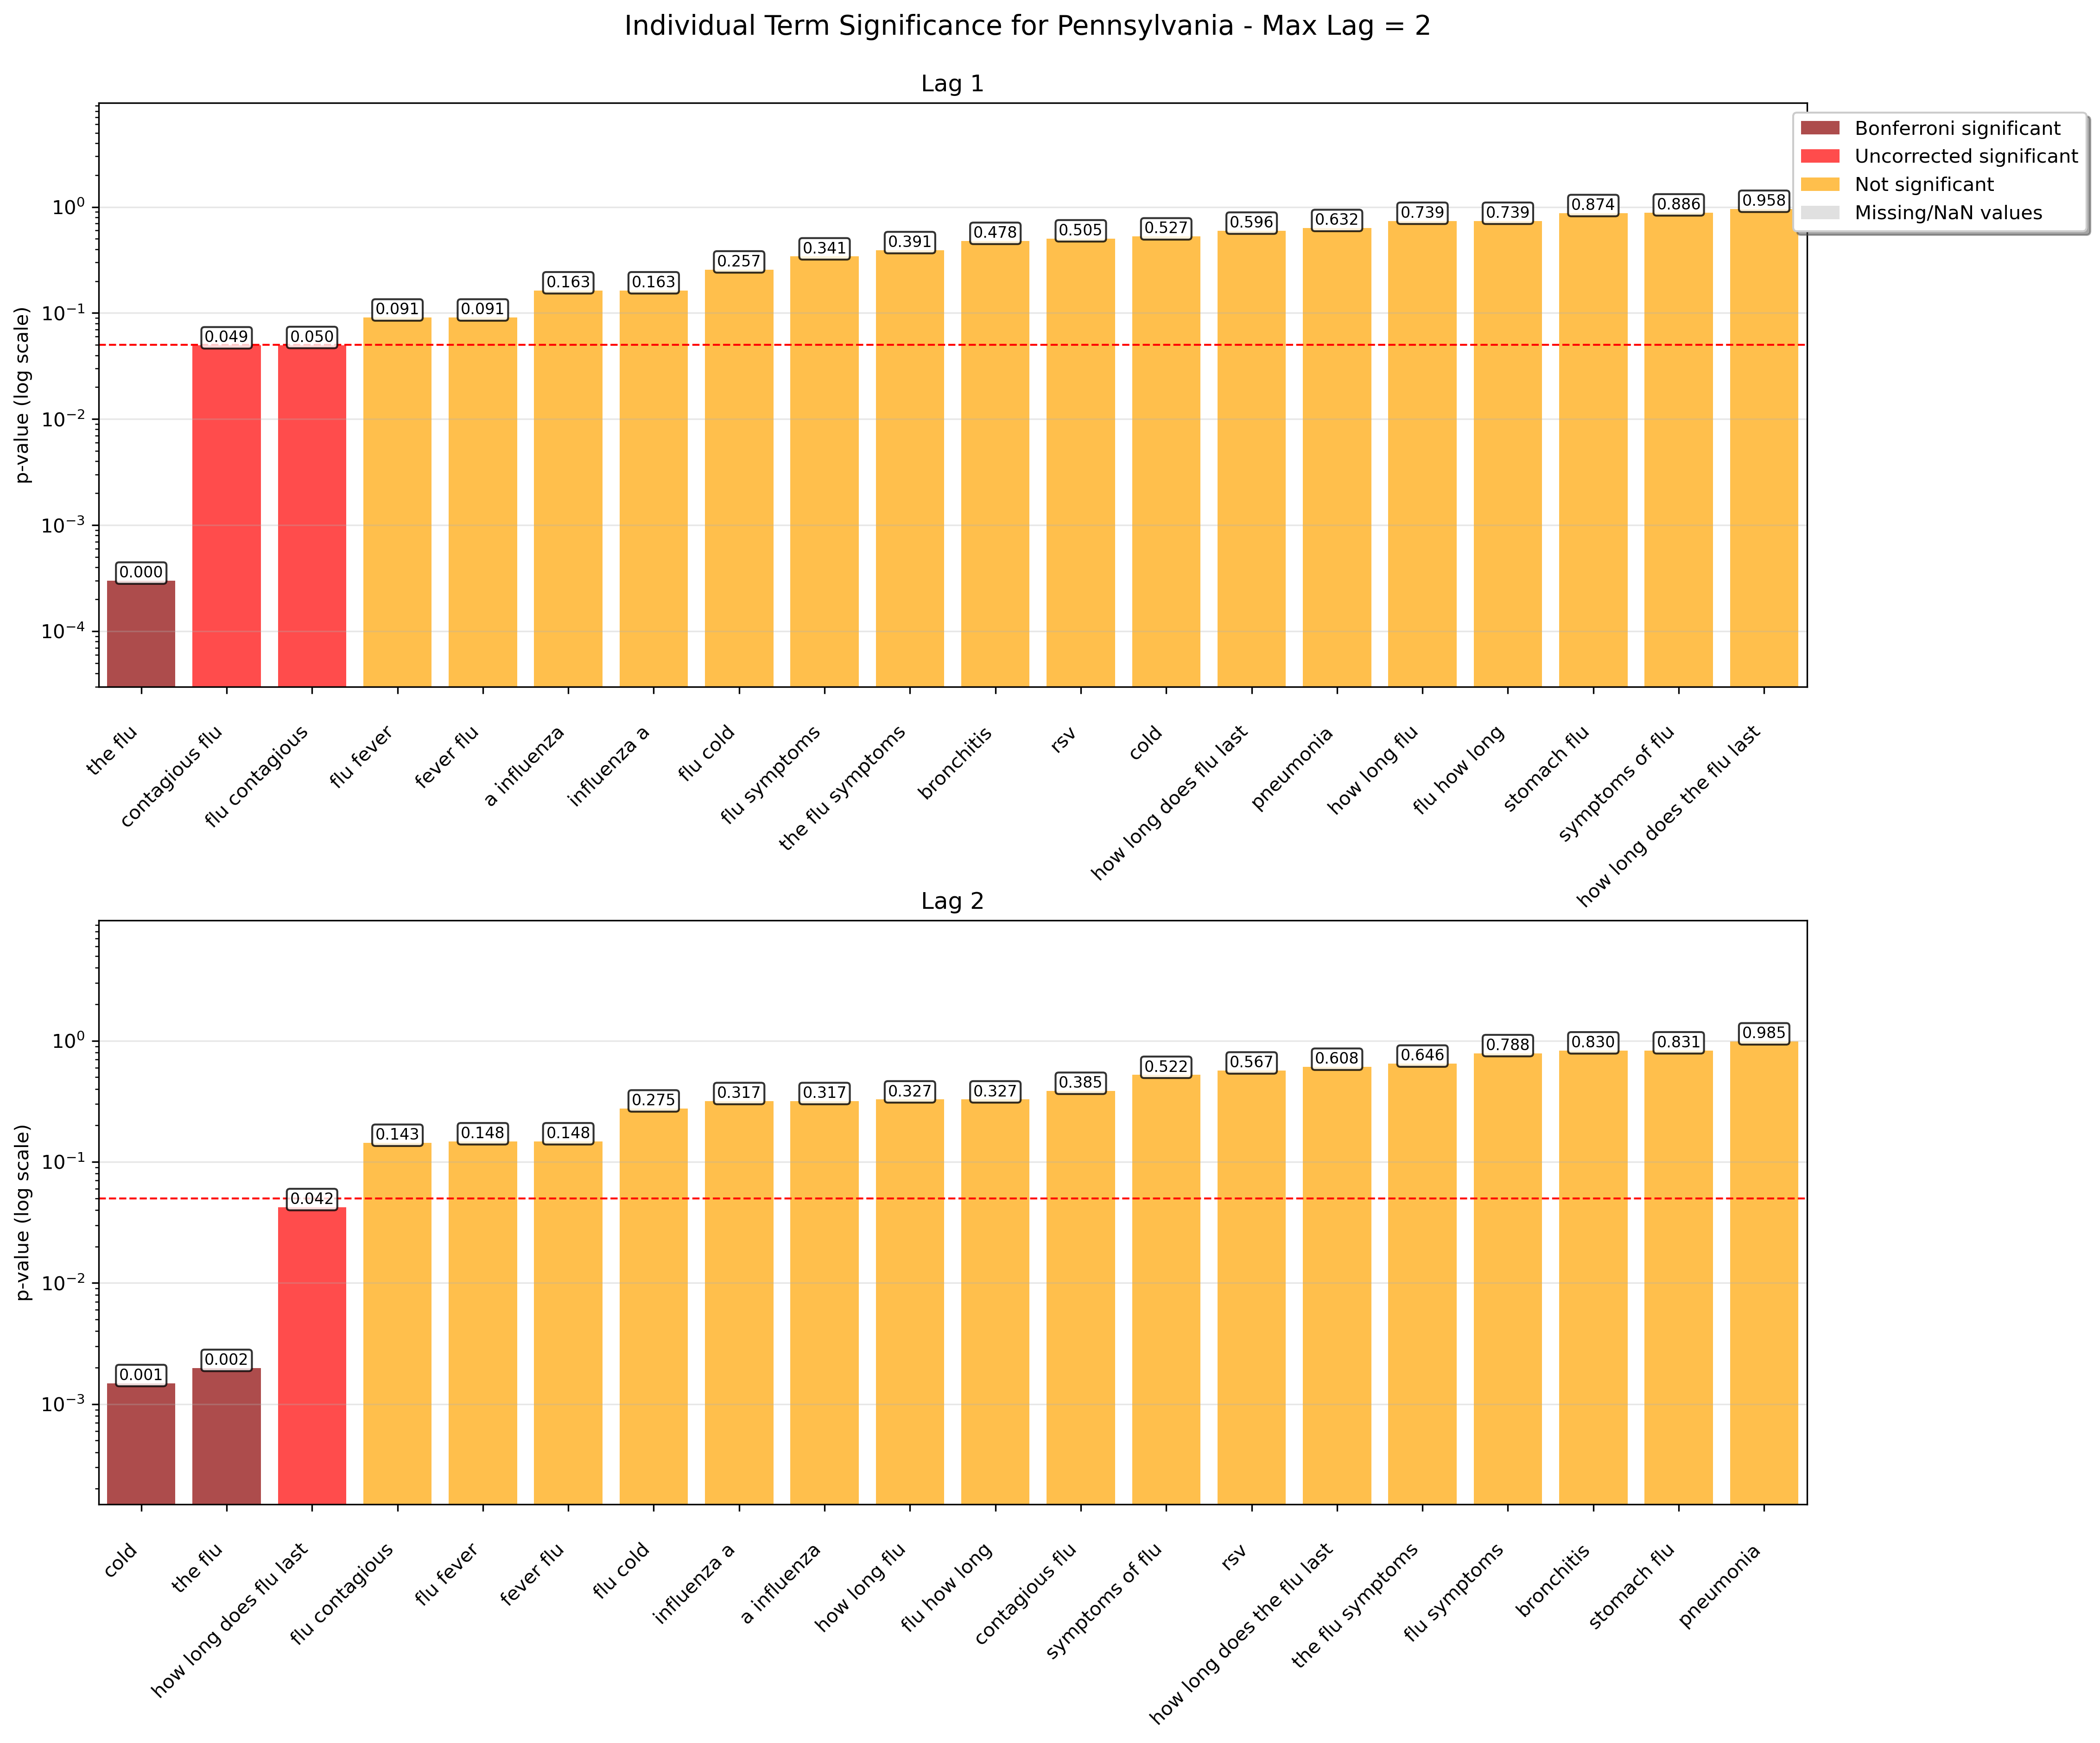 Individual Term Significance for Pennsylvania - Max Lag = 2
Lag 1
Bonferroni significant
Uncorrected significant
Not significant
Missing/NaN values
p-value (log scale)
10⁰
10⁻¹
10⁻²
10⁻³
10⁻⁴
0.000
0.049
0.050
0.091
0.091
0.163
0.163
0.257
0.341
0.391
0.478
0.505
0.527
0.596
0.632
0.739
0.739
0.874
0.886
0.958
the flu
contagious flu
flu contagious
flu fever
fever flu
a influenza
influenza a
flu cold
flu symptoms
the flu symptoms
bronchitis
rsv
cold
how long does flu last
pneumonia
how long flu
flu how long
stomach flu
symptoms of flu
how long does the flu last
Lag 2
p-value (log scale)
10⁰
10⁻¹
10⁻²
10⁻³
0.001
0.002
0.042
0.143
0.148
0.148
0.275
0.317
0.317
0.327
0.327
0.385
0.522
0.567
0.608
0.646
0.788
0.830
0.831
0.985
cold
the flu
how long does flu last
flu contagious
flu fever
fever flu
flu cold
influenza a
a influenza
how long flu
flu how long
contagious flu
symptoms of flu
rsv
how long does the flu last
the flu symptoms
flu symptoms
bronchitis
stomach flu
pneumonia